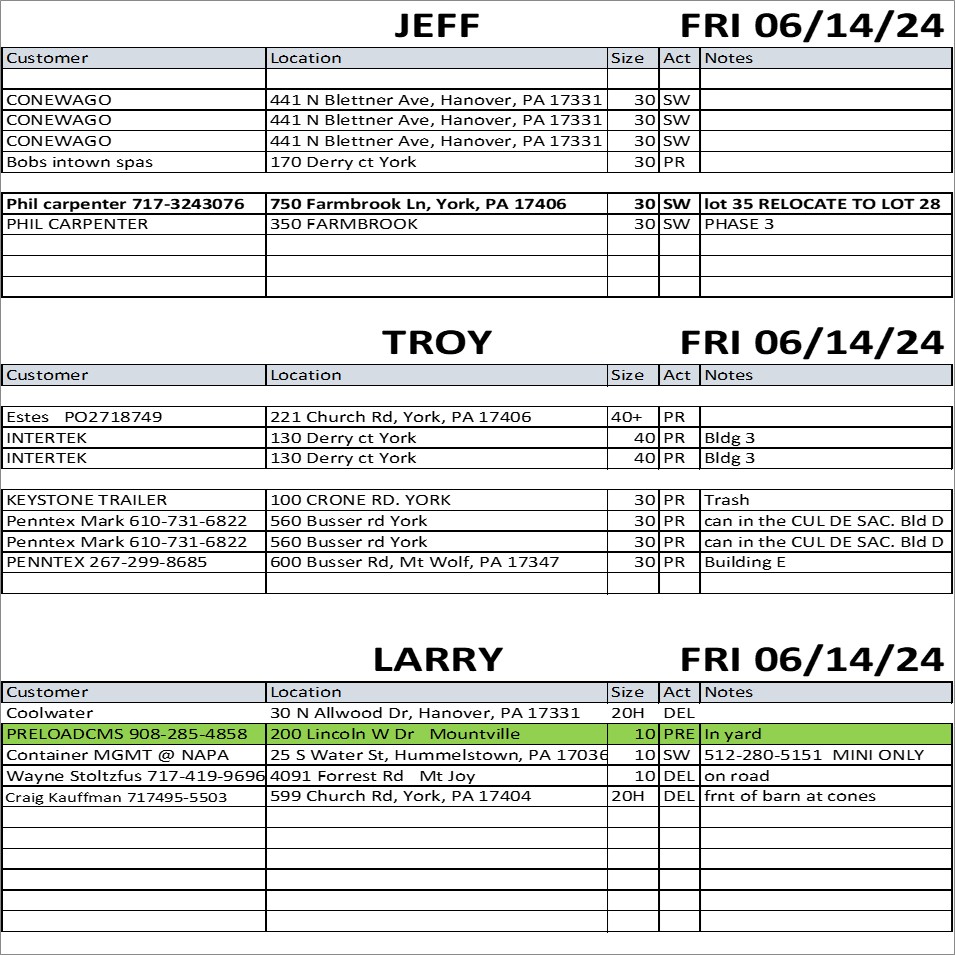 JEFF FRI 06/14/24
Customer Location Size Act Notes
CONEWAGO 441 N Blettner Ave, Hanover, PA 17331 30 SW
CONEWAGO 441 N Blettner Ave, Hanover, PA 17331 30 SW
CONEWAGO 441 N Blettner Ave, Hanover, PA 17331 30 SW
Bobs intown spas 170 Derry ct York 30 PR
Phil carpenter 717-3243076 750 Farmbrook Ln, York, PA 17406 30 SW lot 35 RELOCATE TO LOT 28
PHIL CARPENTER 350 FARMBROOK 30 SW PHASE 3
TROY FRI 06/14/24
Customer Location Size Act Notes
Estes PO2718749 221 Church Rd, York, PA 17406 40+ PR
INTERTEK 130 Derry ct York 40 PR Bldg 3
INTERTEK 130 Derry ct York 40 PR Bldg 3
KEYSTONE TRAILER 100 CRONE RD. YORK 30 PR Trash
Penntex Mark 610-731-6822 560 Busser rd York 30 PR can in the CUL DE SAC. Bld D
Penntex Mark 610-731-6822 560 Busser rd York 30 PR can in the CUL DE SAC. Bld D
PENNTEX 267-299-8685 600 Busser Rd, Mt Wolf, PA 17347 30 PR Building E
LARRY FRI 06/14/24
Customer Location Size Act Notes
Coolwater 30 N Allwood Dr, Hanover, PA 17331 20H DEL
PRELOADCMS 908-285-4858 200 Lincoln W Dr Mountville 10 PRE In yard
Container MGMT @ NAPA 25 S Water St, Hummelstown, PA 17036 10 SW 512-280-5151 MINI ONLY
Wayne Stoltzfus 717-419-9696 4091 Forrest Rd Mt Joy 10 DEL on road
Craig Kauffman 717495-5503 599 Church Rd, York, PA 17404 20H DEL frnt of barn at cones